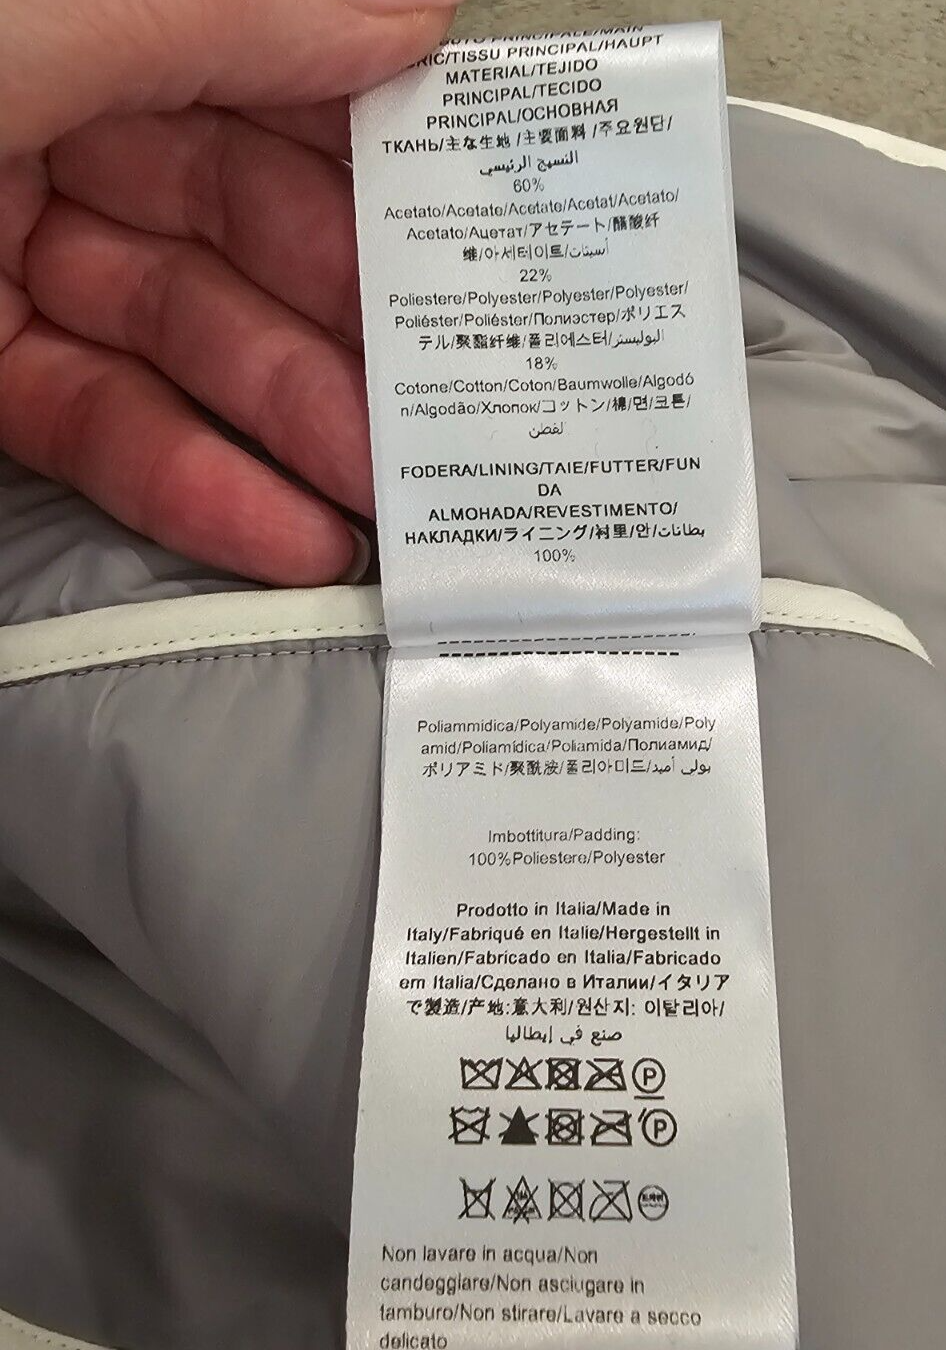 RIC/TISSU PRINCIPAL/HAUPT
MATERIAL/TEJIDO
PRINCIPAL/TECIDO
PRINCIPAL/ОСНОВНАЯ
ТКАНЬ/主な生地 /主要面料 /주요원단/
النسيج الرئيسي
60%
Acetato/Acetate/Acetate/Acetat/Acetato/
Acetato/Ацетат/アセテート/醋酸纤
维/아세테이트/أسيتات
22%
Poliestere/Polyester/Polyester/Polyester/
Poliéster/Poliéster/Полиэстер/ポリエス
テル/聚酯纤维/폴리에스터/البوليستر
18%
Cotone/Cotton/Coton/Baumwolle/Algodó
n/Algodão/Хлопок/コットン/棉/면/코튼/
لقطن
FODERA/LINING/TAIE/FUTTER/FUN
DA
ALMOHADA/REVESTIMENTO/
НАКЛАДКИ/ライニング/衬里/안/بطانات
100%
Poliammidica/Polyamide/Polyamide/Poly
amid/Poliamídica/Poliamida/Полиамид/
ポリアミド/聚酰胺/폴리아미드/بولي أميد
Imbottitura/Padding:
100%Poliestere/Polyester
Prodotto in Italia/Made in
Italy/Fabriqué en Italie/Hergestellt in
Italien/Fabricado en Italia/Fabricado
em Italia/Сделано в Италии/イタリア
で製造/产地:意大利/원산지: 이탈리아/
صنع في إيطاليا
P
P
Non lavare in acqua/Non
candeggiare/Non asciugare in
tamburo/Non stirare/Lavare a secco
delicato